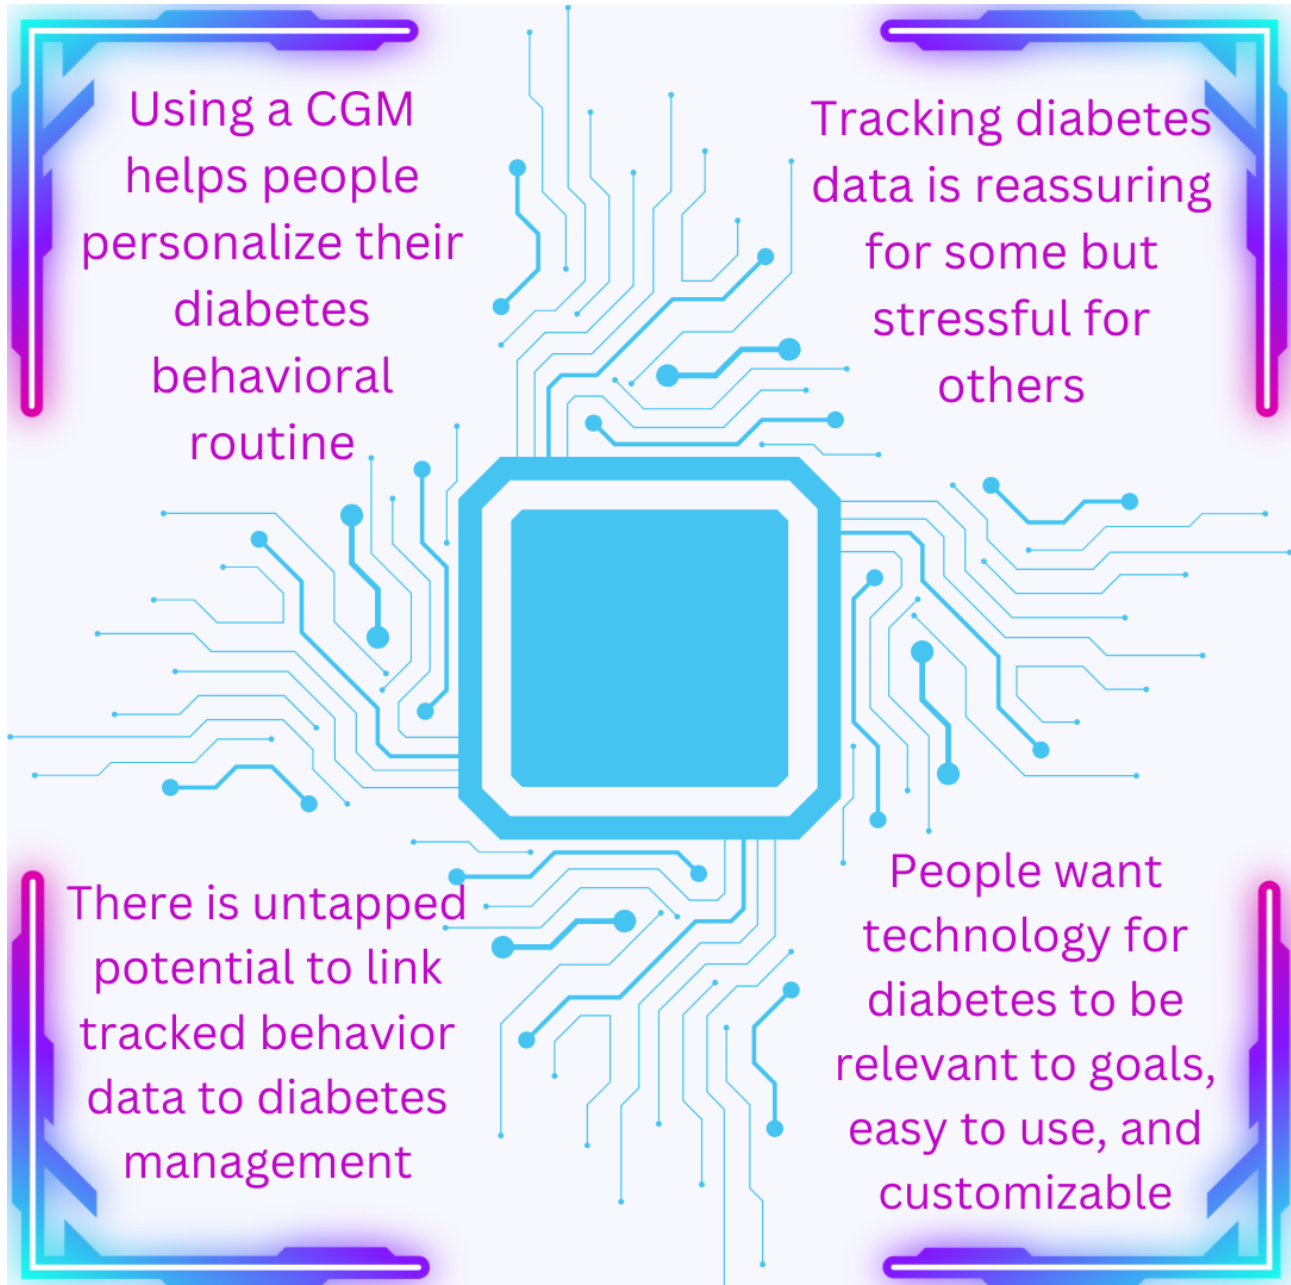 Using a CGM
helps people
personalize their
diabetes
behavioral
routine
Tracking diabetes
data is reassuring
for some but
stressful for
others
There is untapped
potential to link
tracked behavior
data to diabetes
management
People want
technology for
diabetes to be
relevant to goals,
easy to use, and
customizable